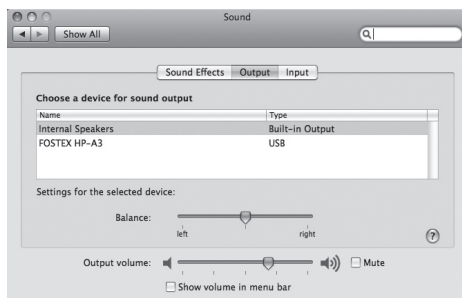 Sound
Show All
Sound Effects Output Input
Choose a device for sound output
Name Type
Internal Speakers Built-in Output
FOSTEX HP-A3 USB
Settings for the selected device:
Balance:
left right
?
Output volume: Mute
Show volume in menu bar